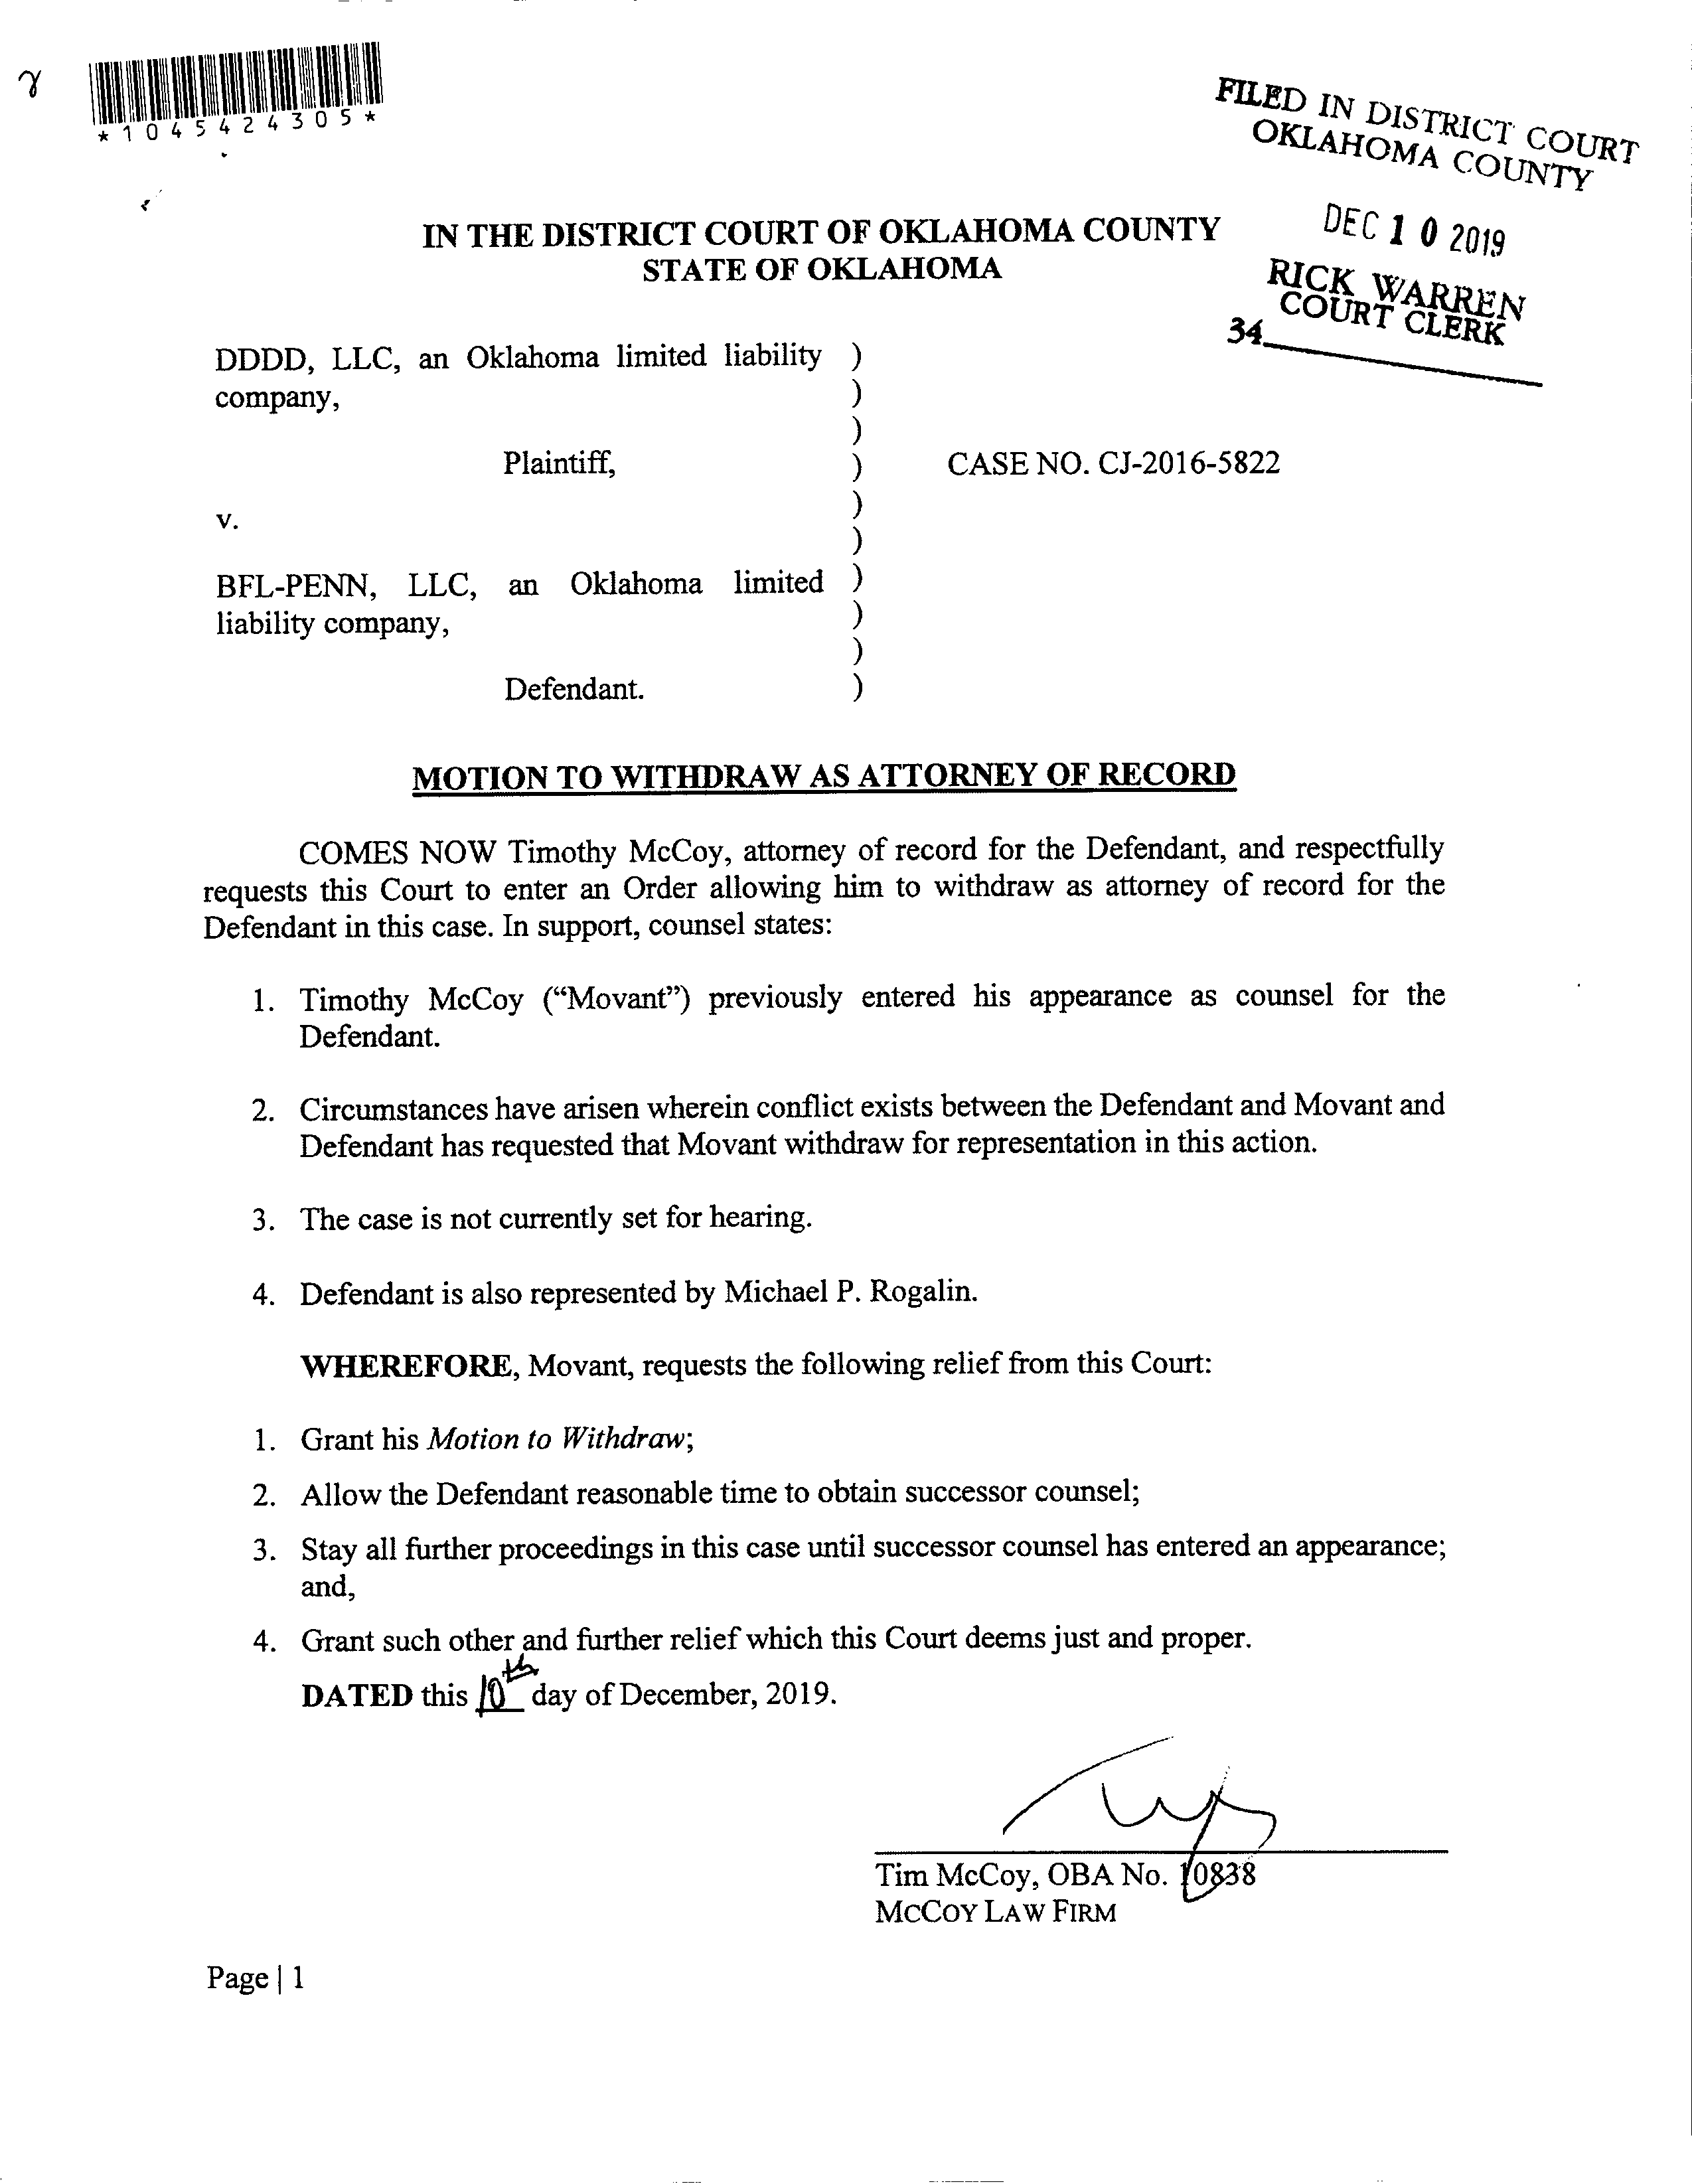 *1045424305*
FILED IN DISTRICT COURT
OKLAHOMA COUNTY
DEC 10 2019
RICK WARREN
COURT CLERK
34
IN THE DISTRICT COURT OF OKLAHOMA COUNTY
STATE OF OKLAHOMA
DDDD, LLC, an Oklahoma limited liability )
company, )
)
Plaintiff, ) CASE NO. CJ-2016-5822
)
v.
)
BFL-PENN, LLC, an Oklahoma limited )
liability company, )
)
Defendant. )
MOTION TO WITHDRAW AS ATTORNEY OF RECORD
COMES NOW Timothy McCoy, attorney of record for the Defendant, and respectfully
requests this Court to enter an Order allowing him to withdraw as attorney of record for the
Defendant in this case. In support, counsel states:
1. Timothy McCoy (“Movant”) previously entered his appearance as counsel for the
Defendant.
2. Circumstances have arisen wherein conflict exists between the Defendant and Movant and
Defendant has requested that Movant withdraw for representation in this action.
3. The case is not currently set for hearing.
4. Defendant is also represented by Michael P. Rogalin.
WHEREFORE, Movant, requests the following relief from this Court:
1. Grant his Motion to Withdraw;
2. Allow the Defendant reasonable time to obtain successor counsel;
3. Stay all further proceedings in this case until successor counsel has entered an appearance;
and,
4. Grant such other and further relief which this Court deems just and proper.
DATED this 10th day of December, 2019.
Tim McCoy, OBA No. 10838
MCCOY LAW FIRM
Page | 1